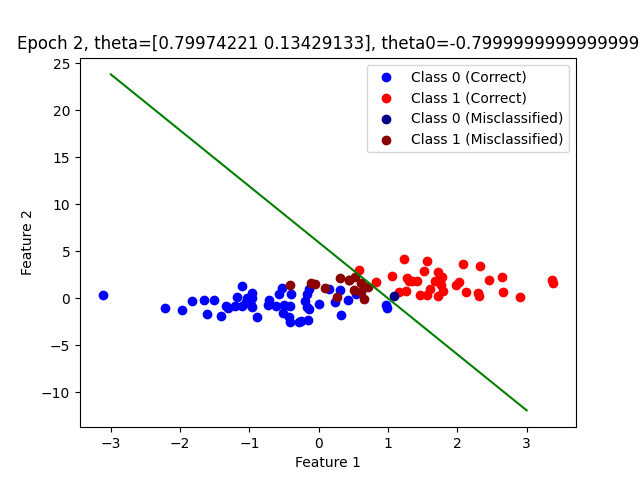 Epoch 2, theta=[0.79974221 0.13429133], theta0=-0.7999999999999999
25
20
15
10
5
0
−5
−10
Feature 2
Class 0 (Correct)
Class 1 (Correct)
Class 0 (Misclassified)
Class 1 (Misclassified)
−3 −2 −1 0 1 2 3
Feature 1